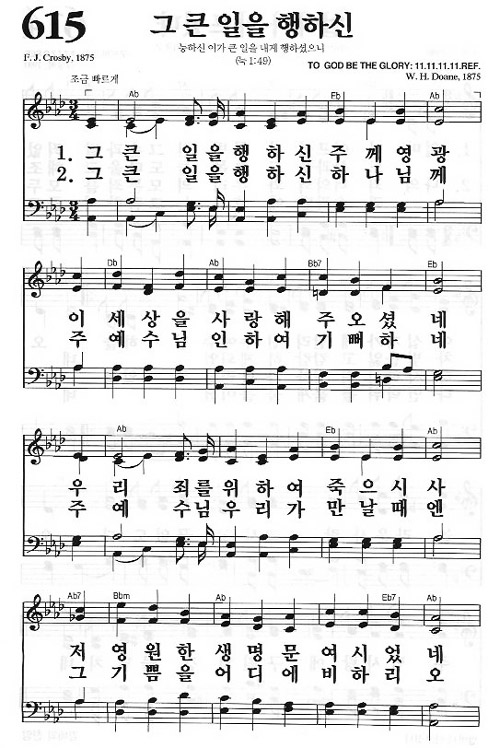 615
그 큰 일을 행하신
능하신 이가 큰 일을 내게 행하셨으니
(눅 1:49)
F. J. Crosby, 1875
TO GOD BE THE GLORY: 11.11.11.11.REF.
W. H. Doane, 1875
조금 빠르게
Eb Ab
1. 그 큰 일을 행하신 주께 영광
2. 그 큰 일을 행하신 하나님께
Db Ab Bb7 Eb
이 세상을 사랑해 주오셨네
주 예수님 인하여 기뻐하네
Ab Eb Ab
우리 죄를 위하여 죽으시사
주 예수님 우리가 만날 때엔
Ab7 Bbm Ab Eb7 Ab
저 영원한 생명문 여시었네
그 기쁨을 어디에 비하리오